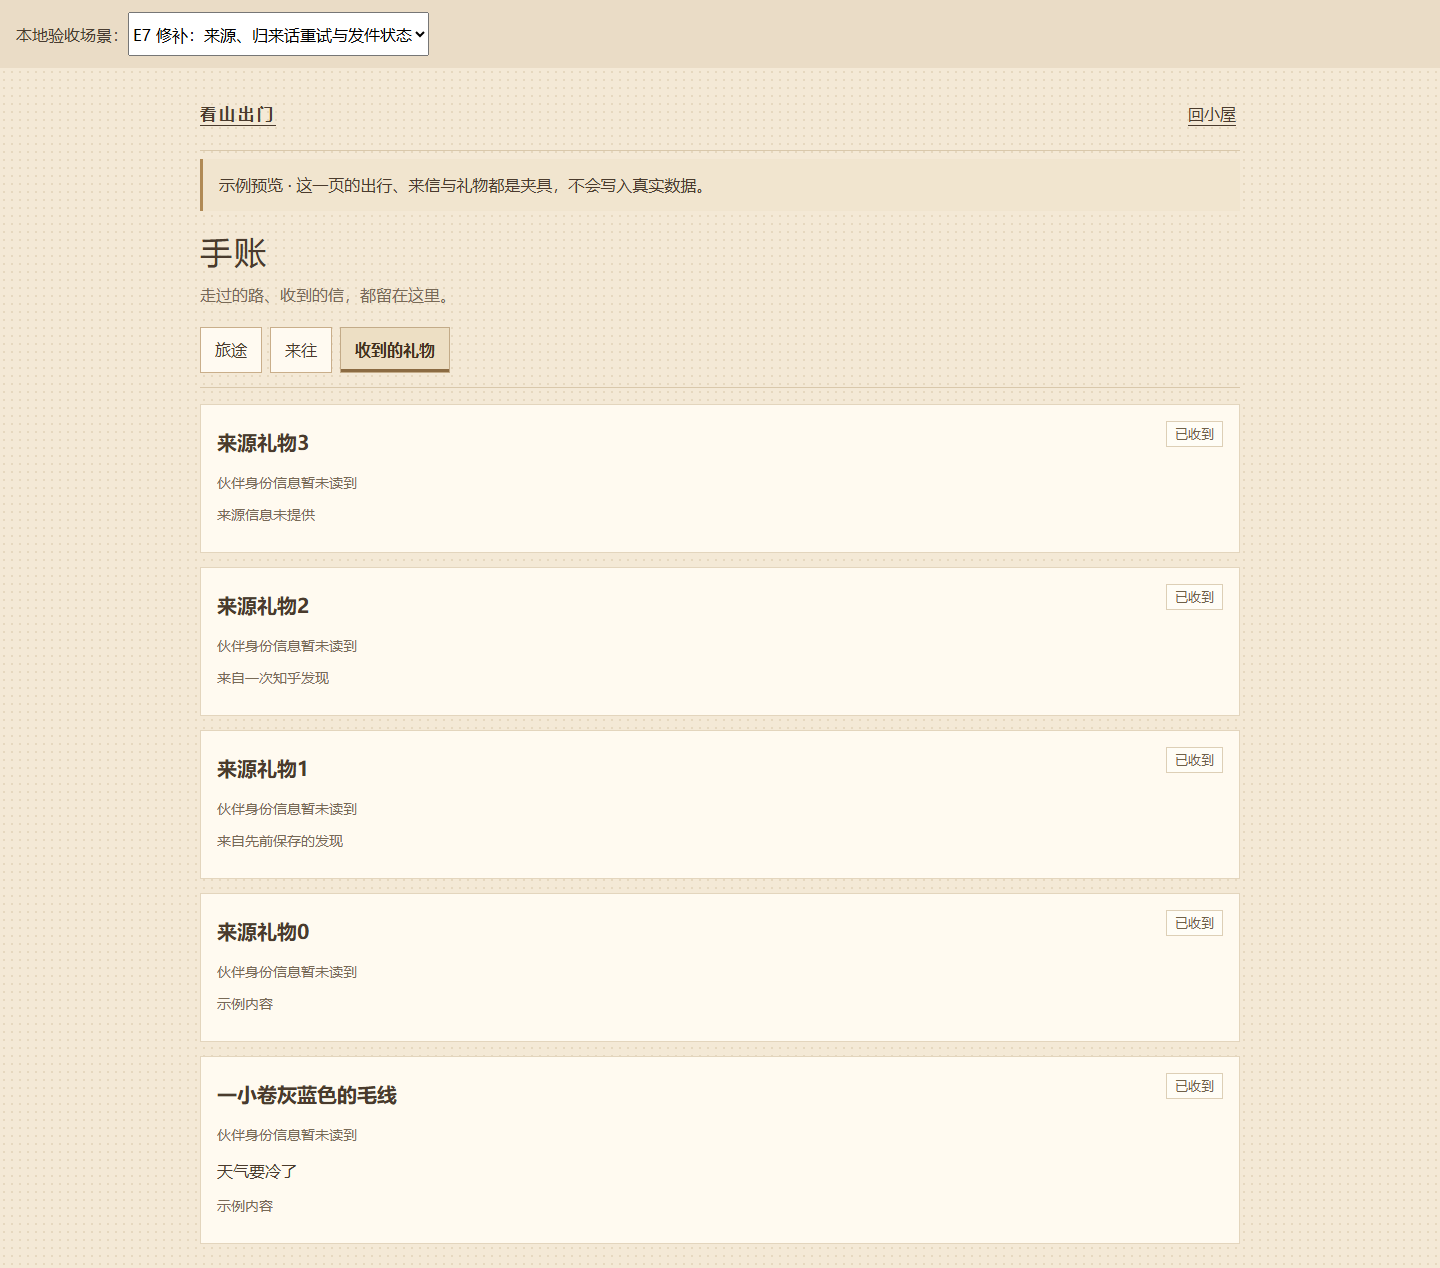 本地验收场景： E7 修补：来源、归来话重试与发件状态
看山出门 回小屋
示例预览 · 这一页的出行、来信与礼物都是夹具，不会写入真实数据。
手账
走过的路、收到的信，都留在这里。
旅途 来往 收到的礼物
来源礼物3 已收到
伙伴身份信息暂未读到
来源信息未提供
来源礼物2 已收到
伙伴身份信息暂未读到
来自一次知乎发现
来源礼物1 已收到
伙伴身份信息暂未读到
来自先前保存的发现
来源礼物0 已收到
伙伴身份信息暂未读到
示例内容
一小卷灰蓝色的毛线 已收到
伙伴身份信息暂未读到
天气要冷了
示例内容